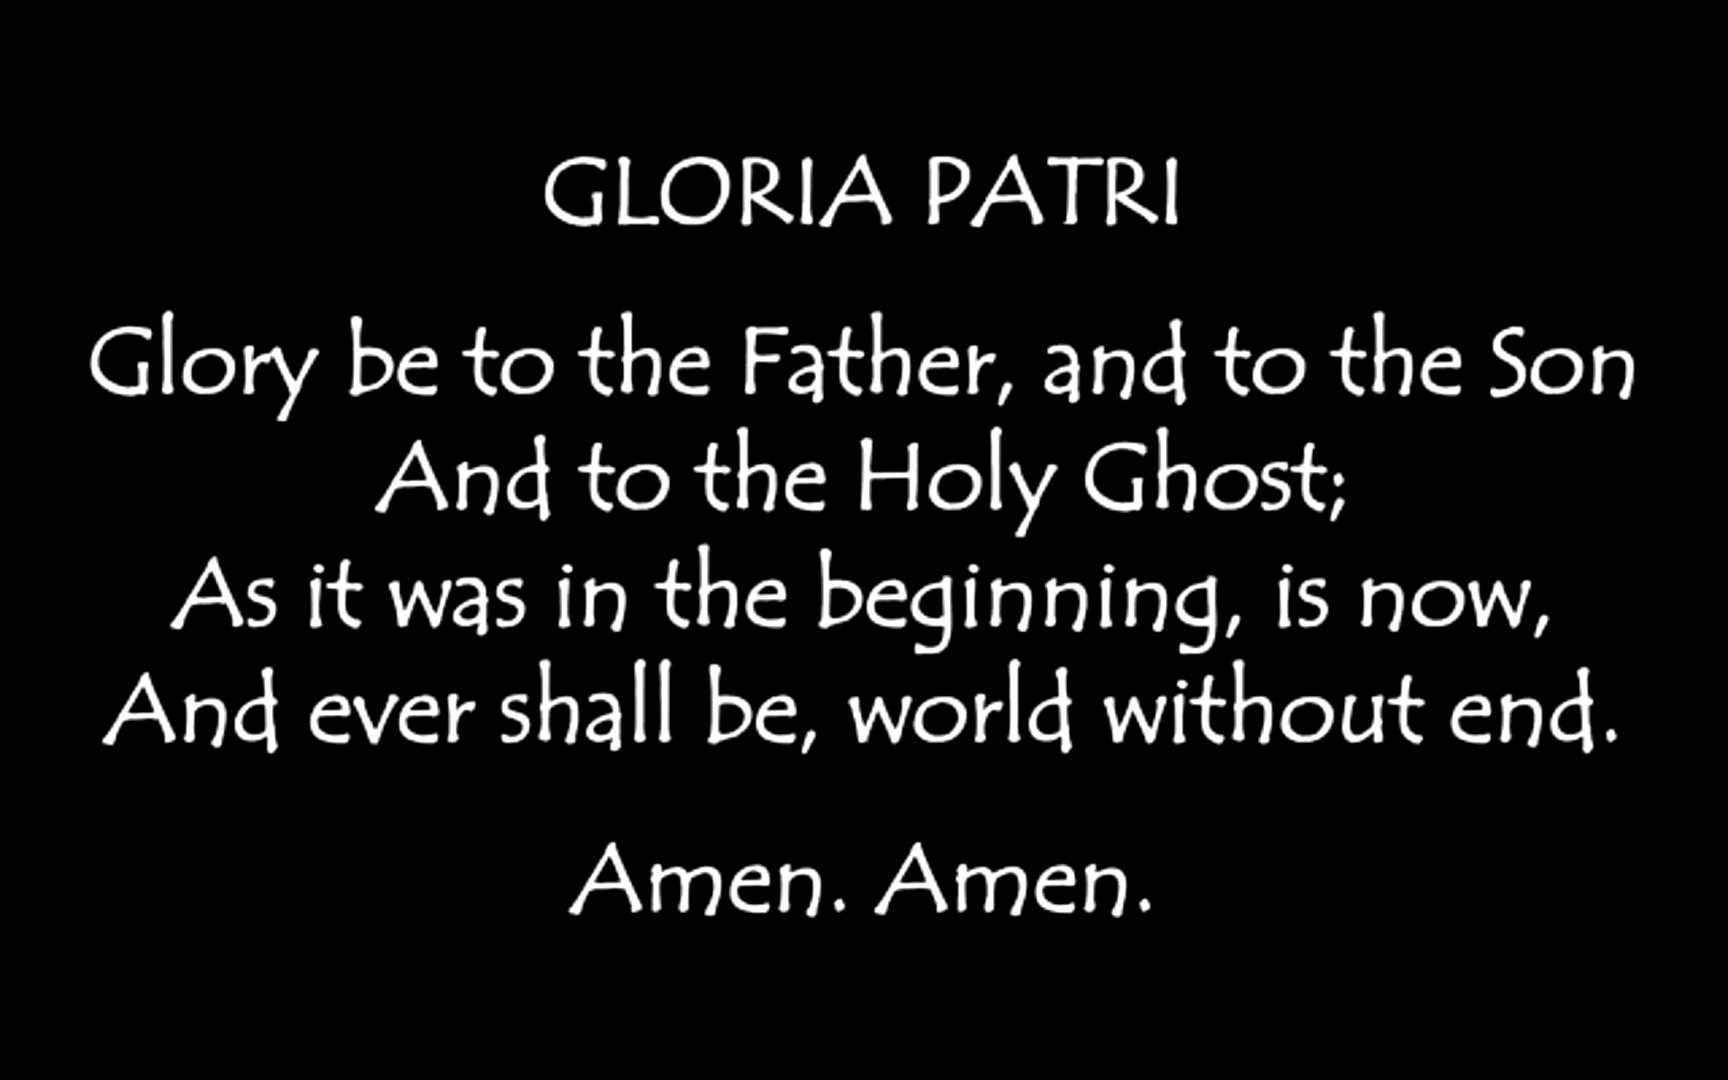 GLORIA PATRI
Glory be to the Father, and to the Son
And to the Holy Ghost;
As it was in the beginning, is now,
And ever shall be, world without end.
Amen. Amen.